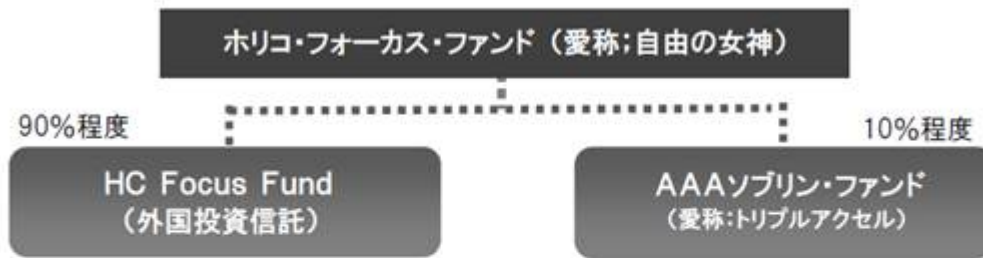 ホリコ・フォーカス・ファンド（愛称；自由の女神）
90%程度
10%程度
HC Focus Fund
（外国投資信託）
AAAソブリン・ファンド
（愛称：トリプルアクセル）